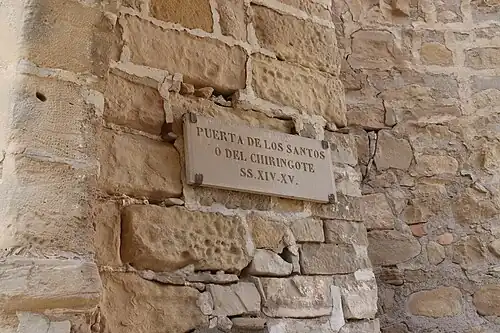 PUERTA DE LOS SANTOS
O DEL CHIRINGOTE
SS.XIV-XV.